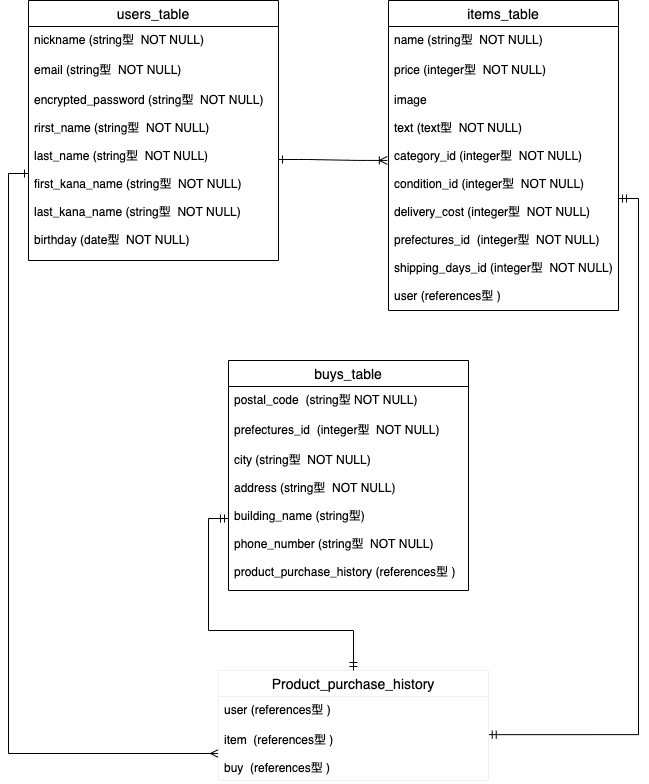 users_table
nickname (string型  NOT NULL)
email (string型  NOT NULL)
encrypted_password (string型  NOT NULL)
rirst_name (string型  NOT NULL)
last_name (string型  NOT NULL)
first_kana_name (string型  NOT NULL)
last_kana_name (string型  NOT NULL)
birthday (date型  NOT NULL)
items_table
name (string型  NOT NULL)
price (integer型  NOT NULL)
image
text (text型  NOT NULL)
category_id (integer型  NOT NULL)
condition_id (integer型  NOT NULL)
delivery_cost (integer型  NOT NULL)
prefectures_id  (integer型  NOT NULL)
shipping_days_id (integer型  NOT NULL)
user (references型 )
buys_table
postal_code  (string型 NOT NULL)
prefectures_id  (integer型  NOT NULL)
city (string型  NOT NULL)
address (string型  NOT NULL)
building_name (string型)
phone_number (string型  NOT NULL)
product_purchase_history (references型 )
Product_purchase_history
user (references型 )
item  (references型 )
buy  (references型 )